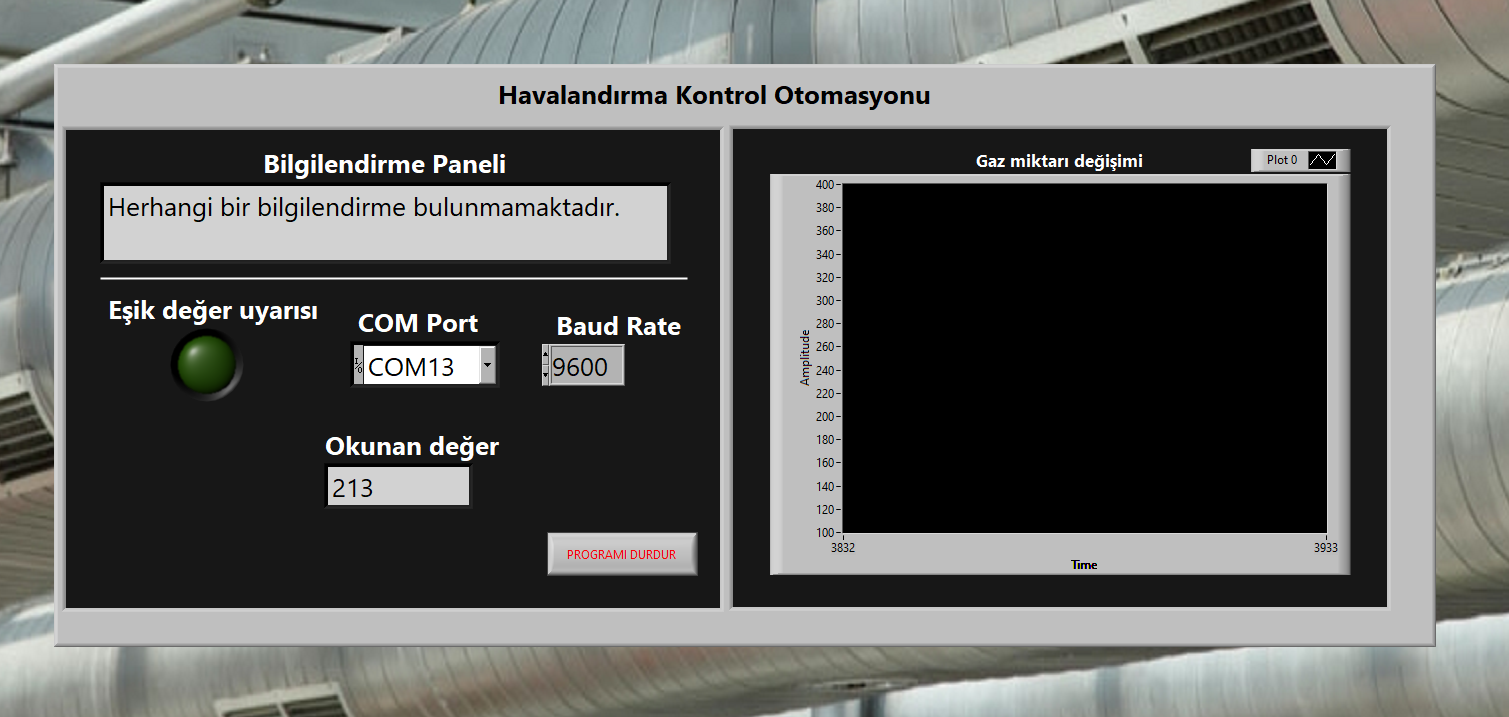 Havalandırma Kontrol Otomasyonu
Bilgilendirme Paneli
Herhangi bir bilgilendirme bulunmamaktadır.
Eşik değer uyarısı
COM Port
I/O
COM13
Baud Rate
9600
Okunan değer
213
PROGRAMI DURDUR
Gaz miktarı değişimi
Plot 0
Amplitude
400
380
360
340
320
300
280
260
240
220
200
180
160
140
120
100
3832
3933
Time